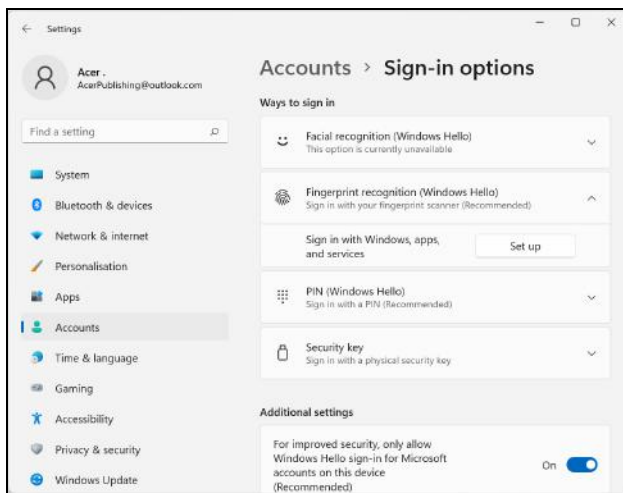 Settings
Acer .
AcerPublishing@outlook.com
Find a setting
System
Bluetooth & devices
Network & internet
Personalisation
Apps
Accounts
Time & language
Gaming
Accessibility
Privacy & security
Windows Update
Accounts > Sign-in options
Ways to sign in
Facial recognition (Windows Hello)
This option is currently unavailable
Fingerprint recognition (Windows Hello)
Sign in with your fingerprint scanner (Recommended)
Sign in with Windows, apps,
and services
Set up
PIN (Windows Hello)
Sign in with a PIN (Recommended)
Security key
Sign in with a physical security key
Additional settings
For improved security, only allow
Windows Hello sign-in for Microsoft
accounts on this device
(Recommended)
On